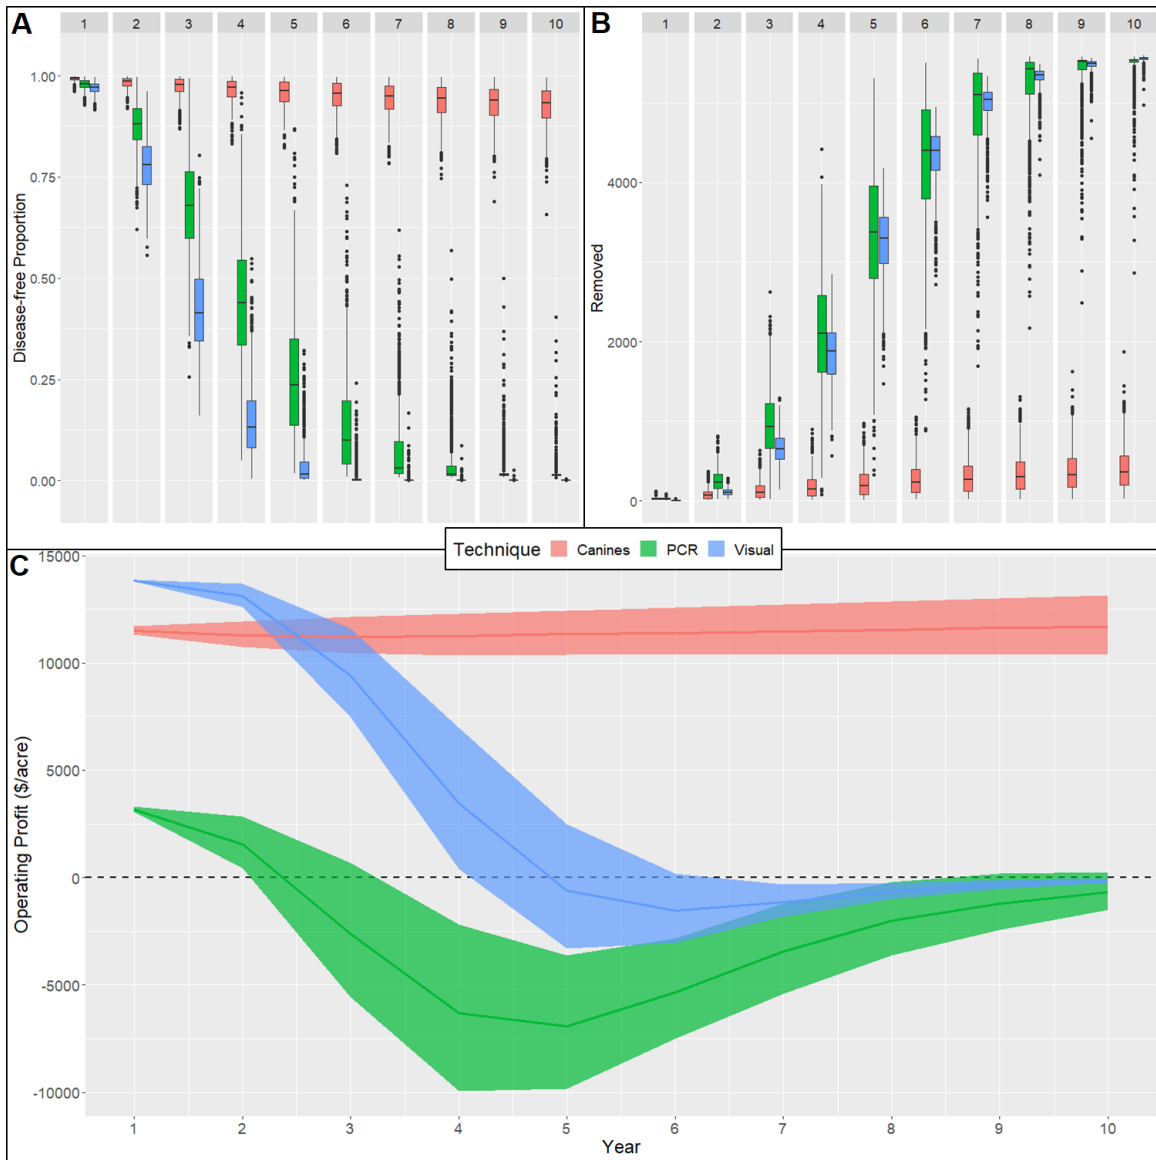 A
1 2 3 4 5 6 7 8 9 10
1.00
0.75
0.50
0.25
0.00
Disease-free Proportion
B
1 2 3 4 5 6 7 8 9 10
4000
2000
0
Removed
Technique Canines PCR Visual
C
15000
10000
5000
0
-5000
-10000
Operating Profit ($/acre)
1 2 3 4 5 6 7 8 9 10
Year